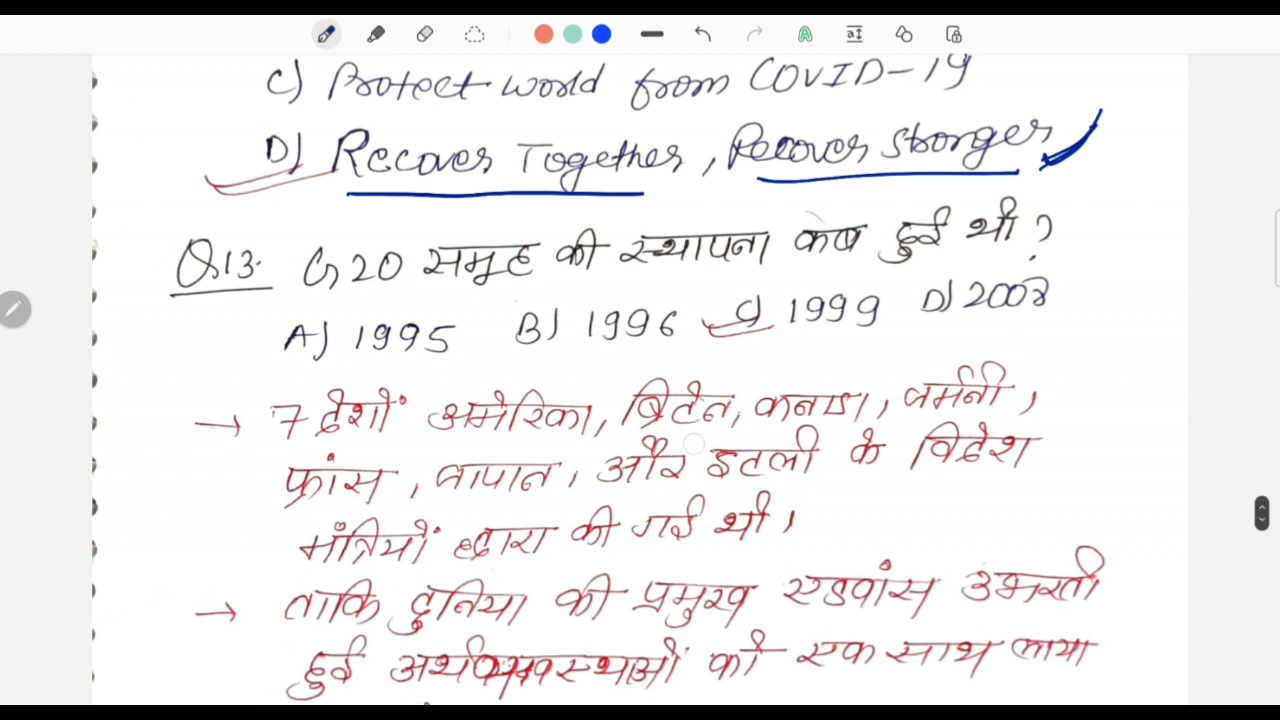 C) Protect world from COVID-19
D) Recover Together, Recover Stronger
Q.13. G20 समूह की स्थापना कब हुई थी?
A) 1995 B) 1996 C) 1999 D) 2008
→ 7 देशों अमेरिका, ब्रिटेन, कनाडा, जर्मनी,
फ्रांस, जापान, और इटली के विदेश
मंत्रियों द्वारा की गई थी।
→ ताकि दुनिया की प्रमुख एडवांस उभरती
हुई अर्थव्यवस्थाओं को एक साथ लाया